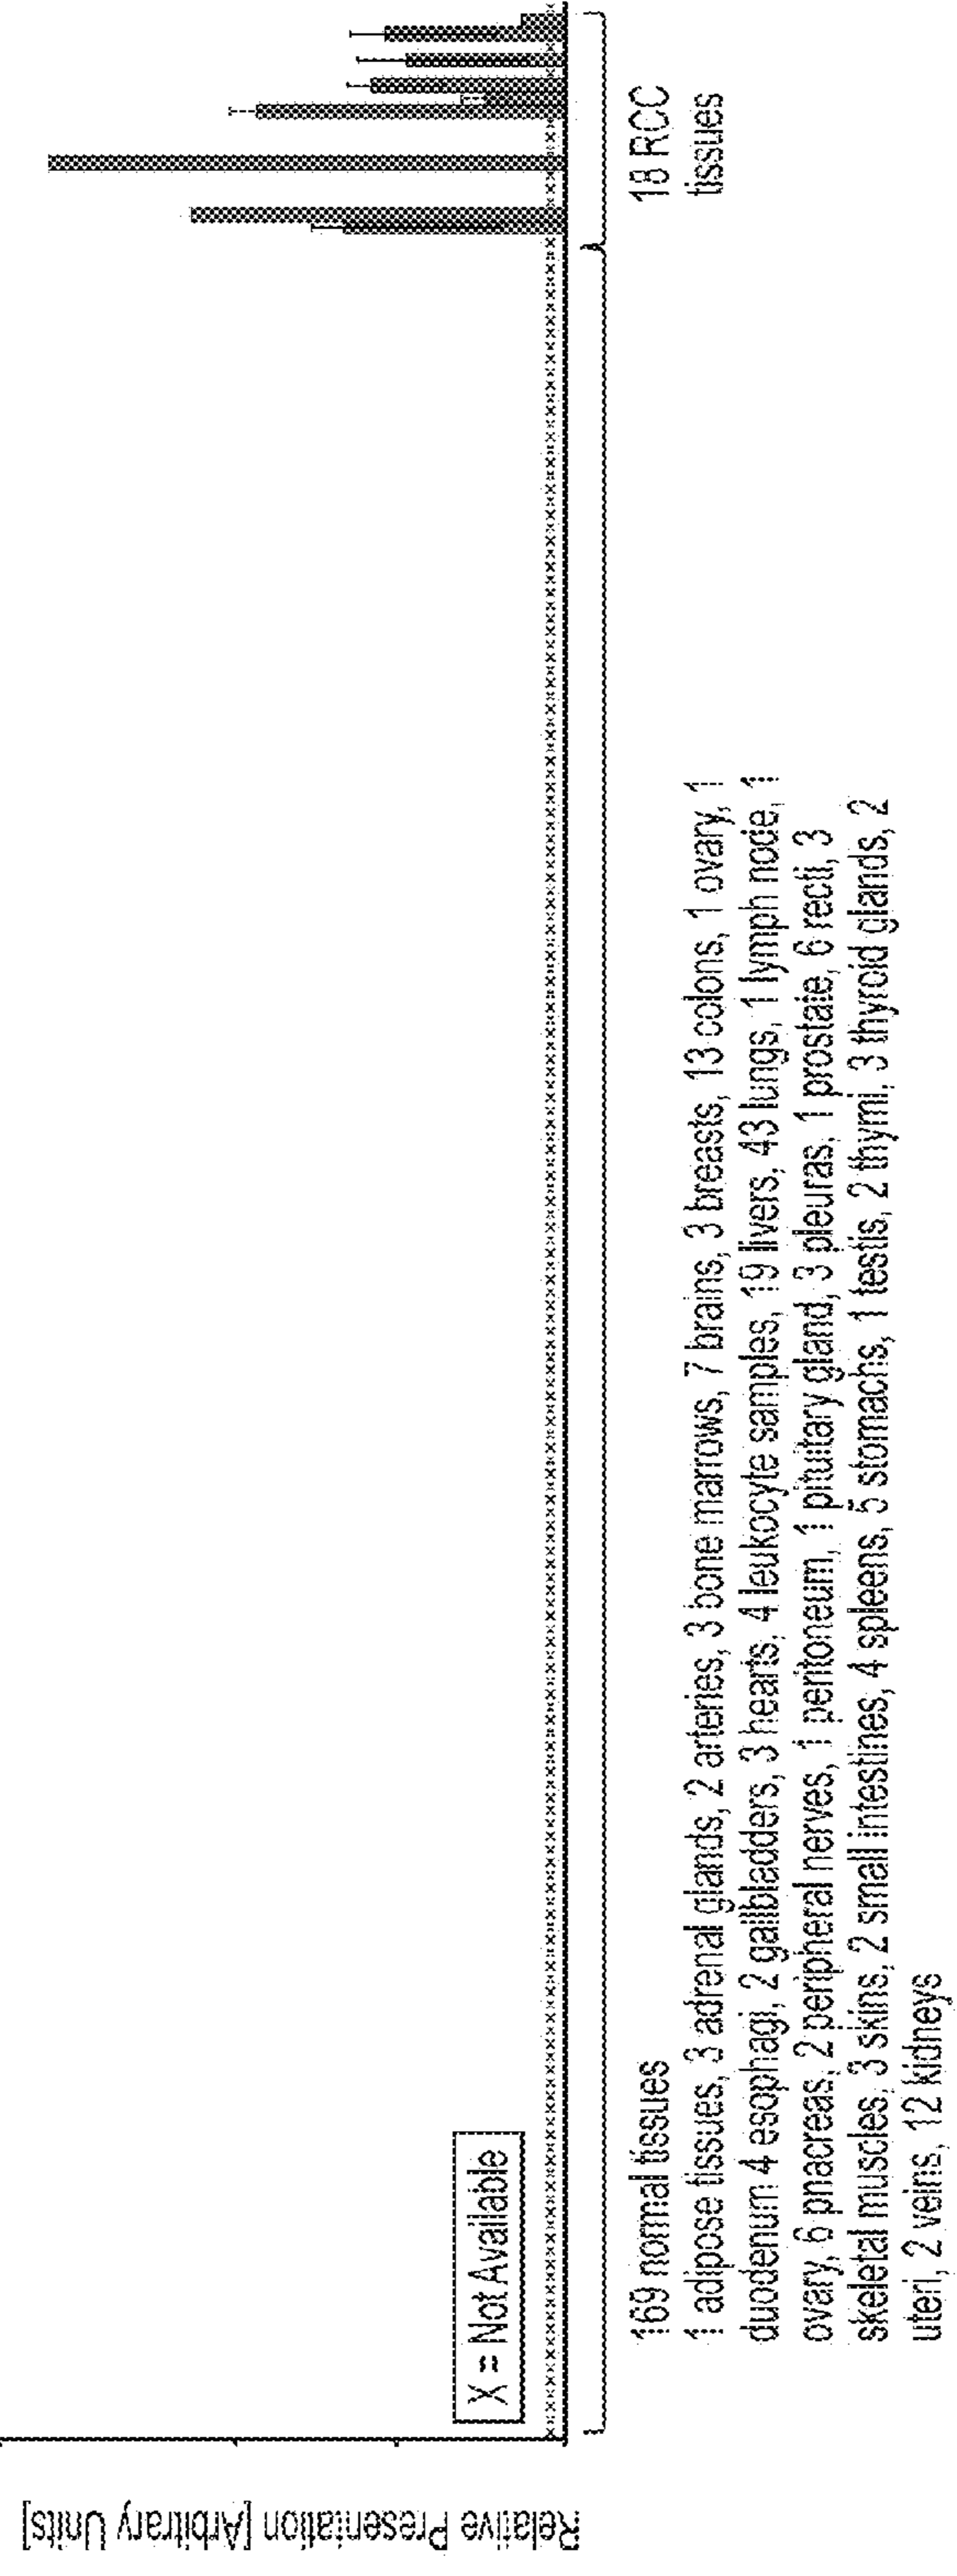 Relative Presentation [Arbitrary Units]
X = Not Available
169 normal tissues
1 adipose tissues, 3 adrenal glands, 2 arteries, 3 bone marrows, 7 brains, 3 breasts, 13 colons, 1 ovary, 1
duodenum 4 esophagi, 2 gallbladders, 3 hearts, 4 leukocyte samples, 19 livers, 43 lungs, 1 lymph node, 1
ovary, 6 pnacreas, 2 peripheral nerves, 1 peritoneum, 1 pituitary gland, 3 pleuras, 1 prostate, 6 recti, 3
skeletal muscles, 3 skins, 2 small intestines, 4 spleens, 5 stomachs, 1 testis, 2 thymi, 3 thyroid glands, 2
uteri, 2 veins, 12 kidneys
18 RCC
tissues